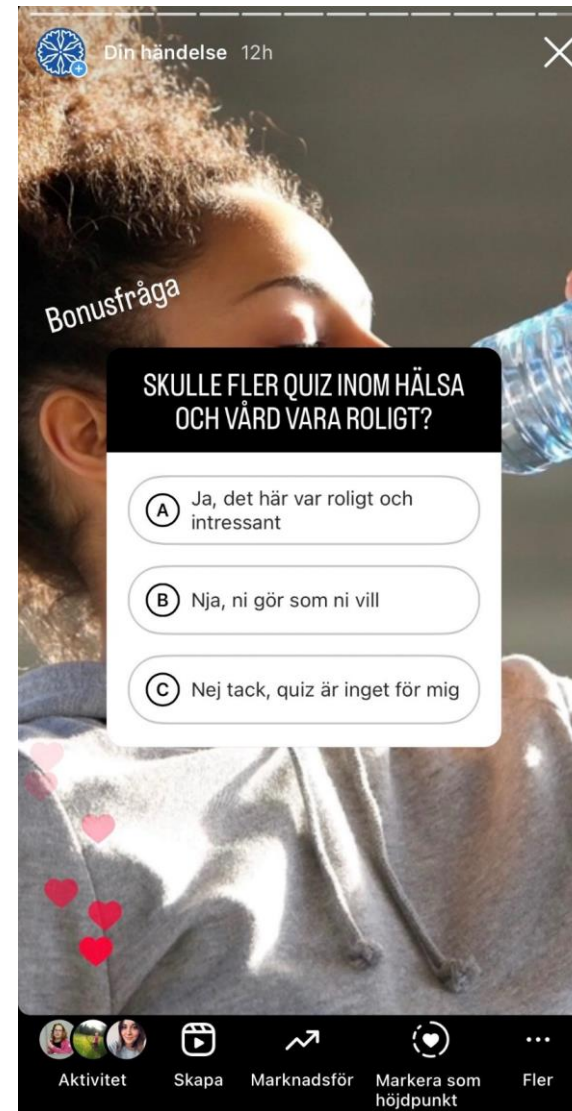 Din händelse 12h
Bonusfråga
SKULLE FLER QUIZ INOM HÄLSA
OCH VÅRD VARA ROLIGT?
A Ja, det här var roligt och
intressant
B Nja, ni gör som ni vill
C Nej tack, quiz är inget för mig
Aktivitet
Skapa
Marknadsför
Markera som
höjdpunkt
Fler